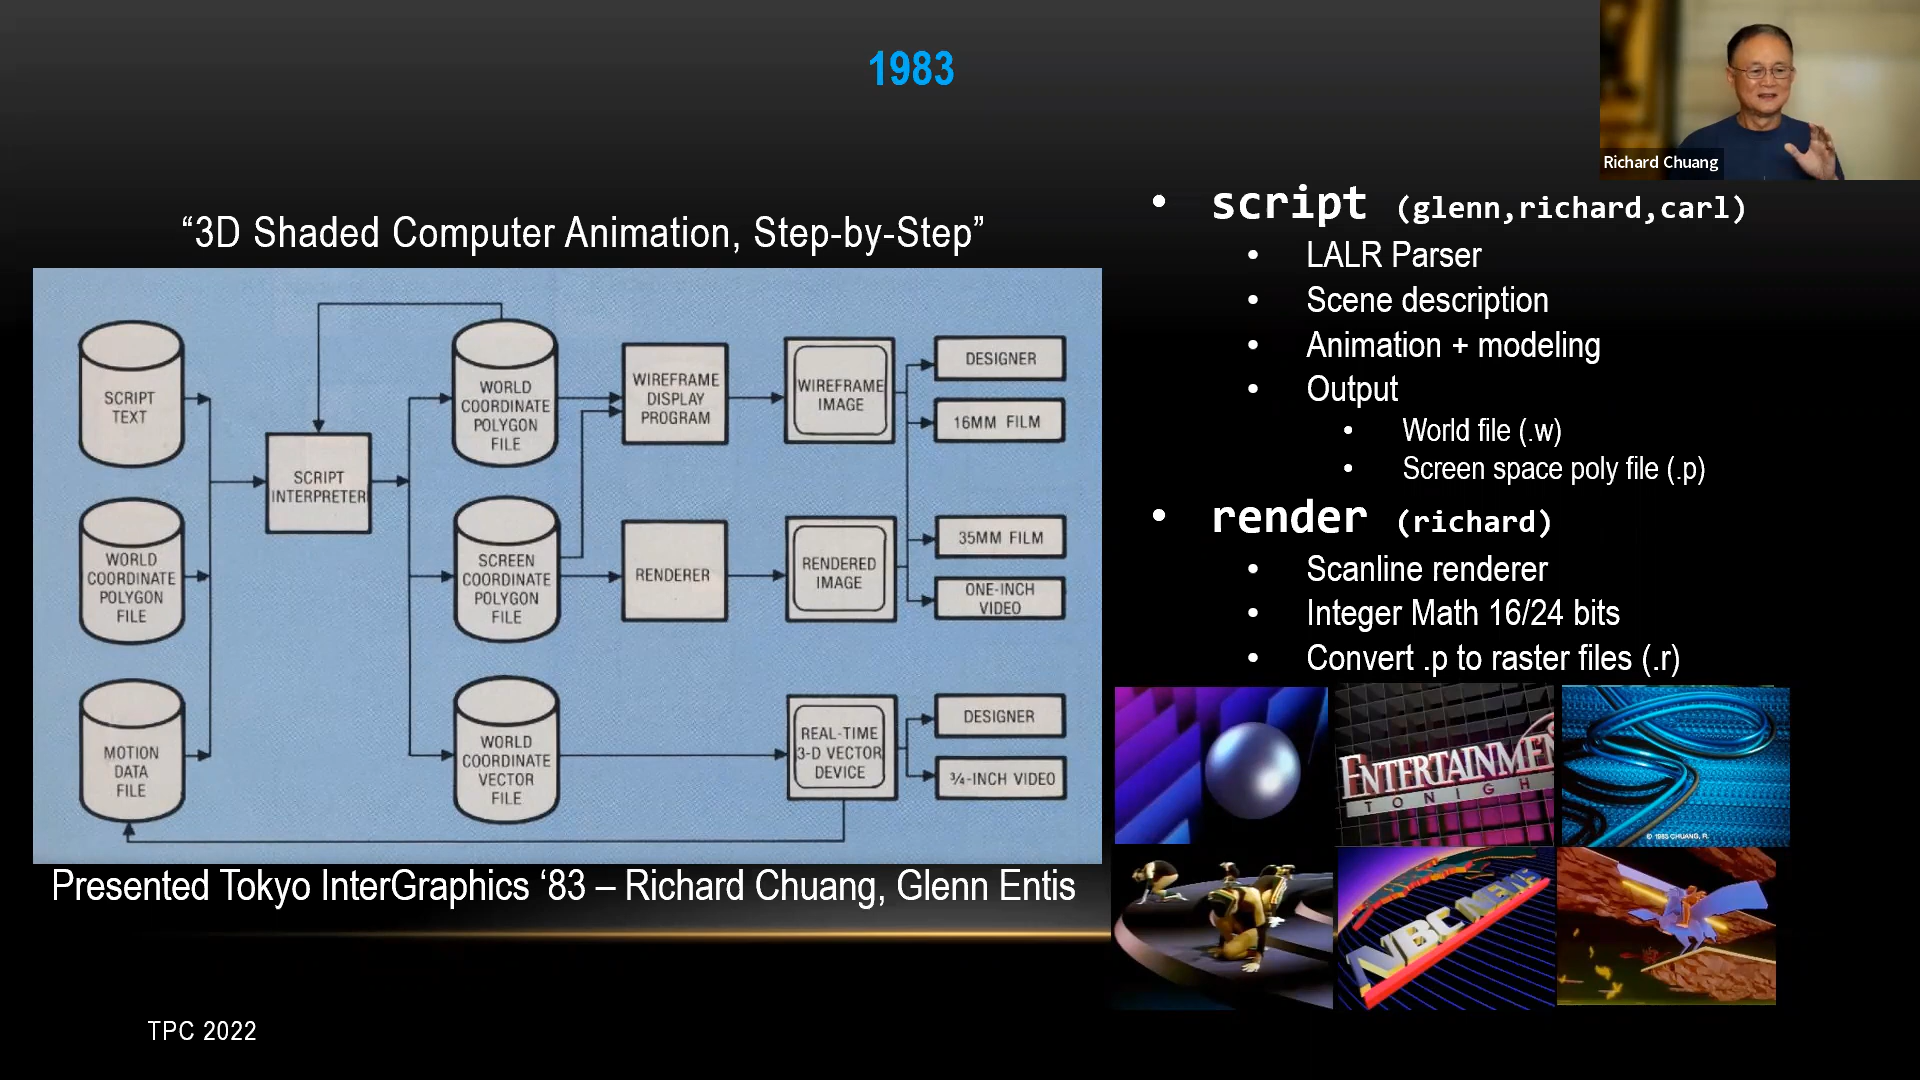 1983
Richard Chuang
“3D Shaded Computer Animation, Step-by-Step”
SCRIPT
TEXT
WORLD
COORDINATE
POLYGON
FILE
MOTION
DATA
FILE
SCRIPT
INTERPRETER
WORLD
COORDINATE
POLYGON
FILE
SCREEN
COORDINATE
POLYGON
FILE
WORLD
COORDINATE
VECTOR
FILE
WIREFRAME
DISPLAY
PROGRAM
RENDERER
WIREFRAME
IMAGE
RENDERED
IMAGE
REAL-TIME
3-D VECTOR
DEVICE
DESIGNER
16MM FILM
35MM FILM
ONE-INCH
VIDEO
DESIGNER
¾-INCH VIDEO
Presented Tokyo InterGraphics ‘83 – Richard Chuang, Glenn Entis
• script (glenn,richard,carl)
• LALR Parser
• Scene description
• Animation + modeling
• Output
• World file (.w)
• Screen space poly file (.p)
• render (richard)
• Scanline renderer
• Integer Math 16/24 bits
• Convert .p to raster files (.r)
ENTERTAINMEN
TONIGH
© 1983 CHUANG, R.
NBC NEWS
TPC 2022